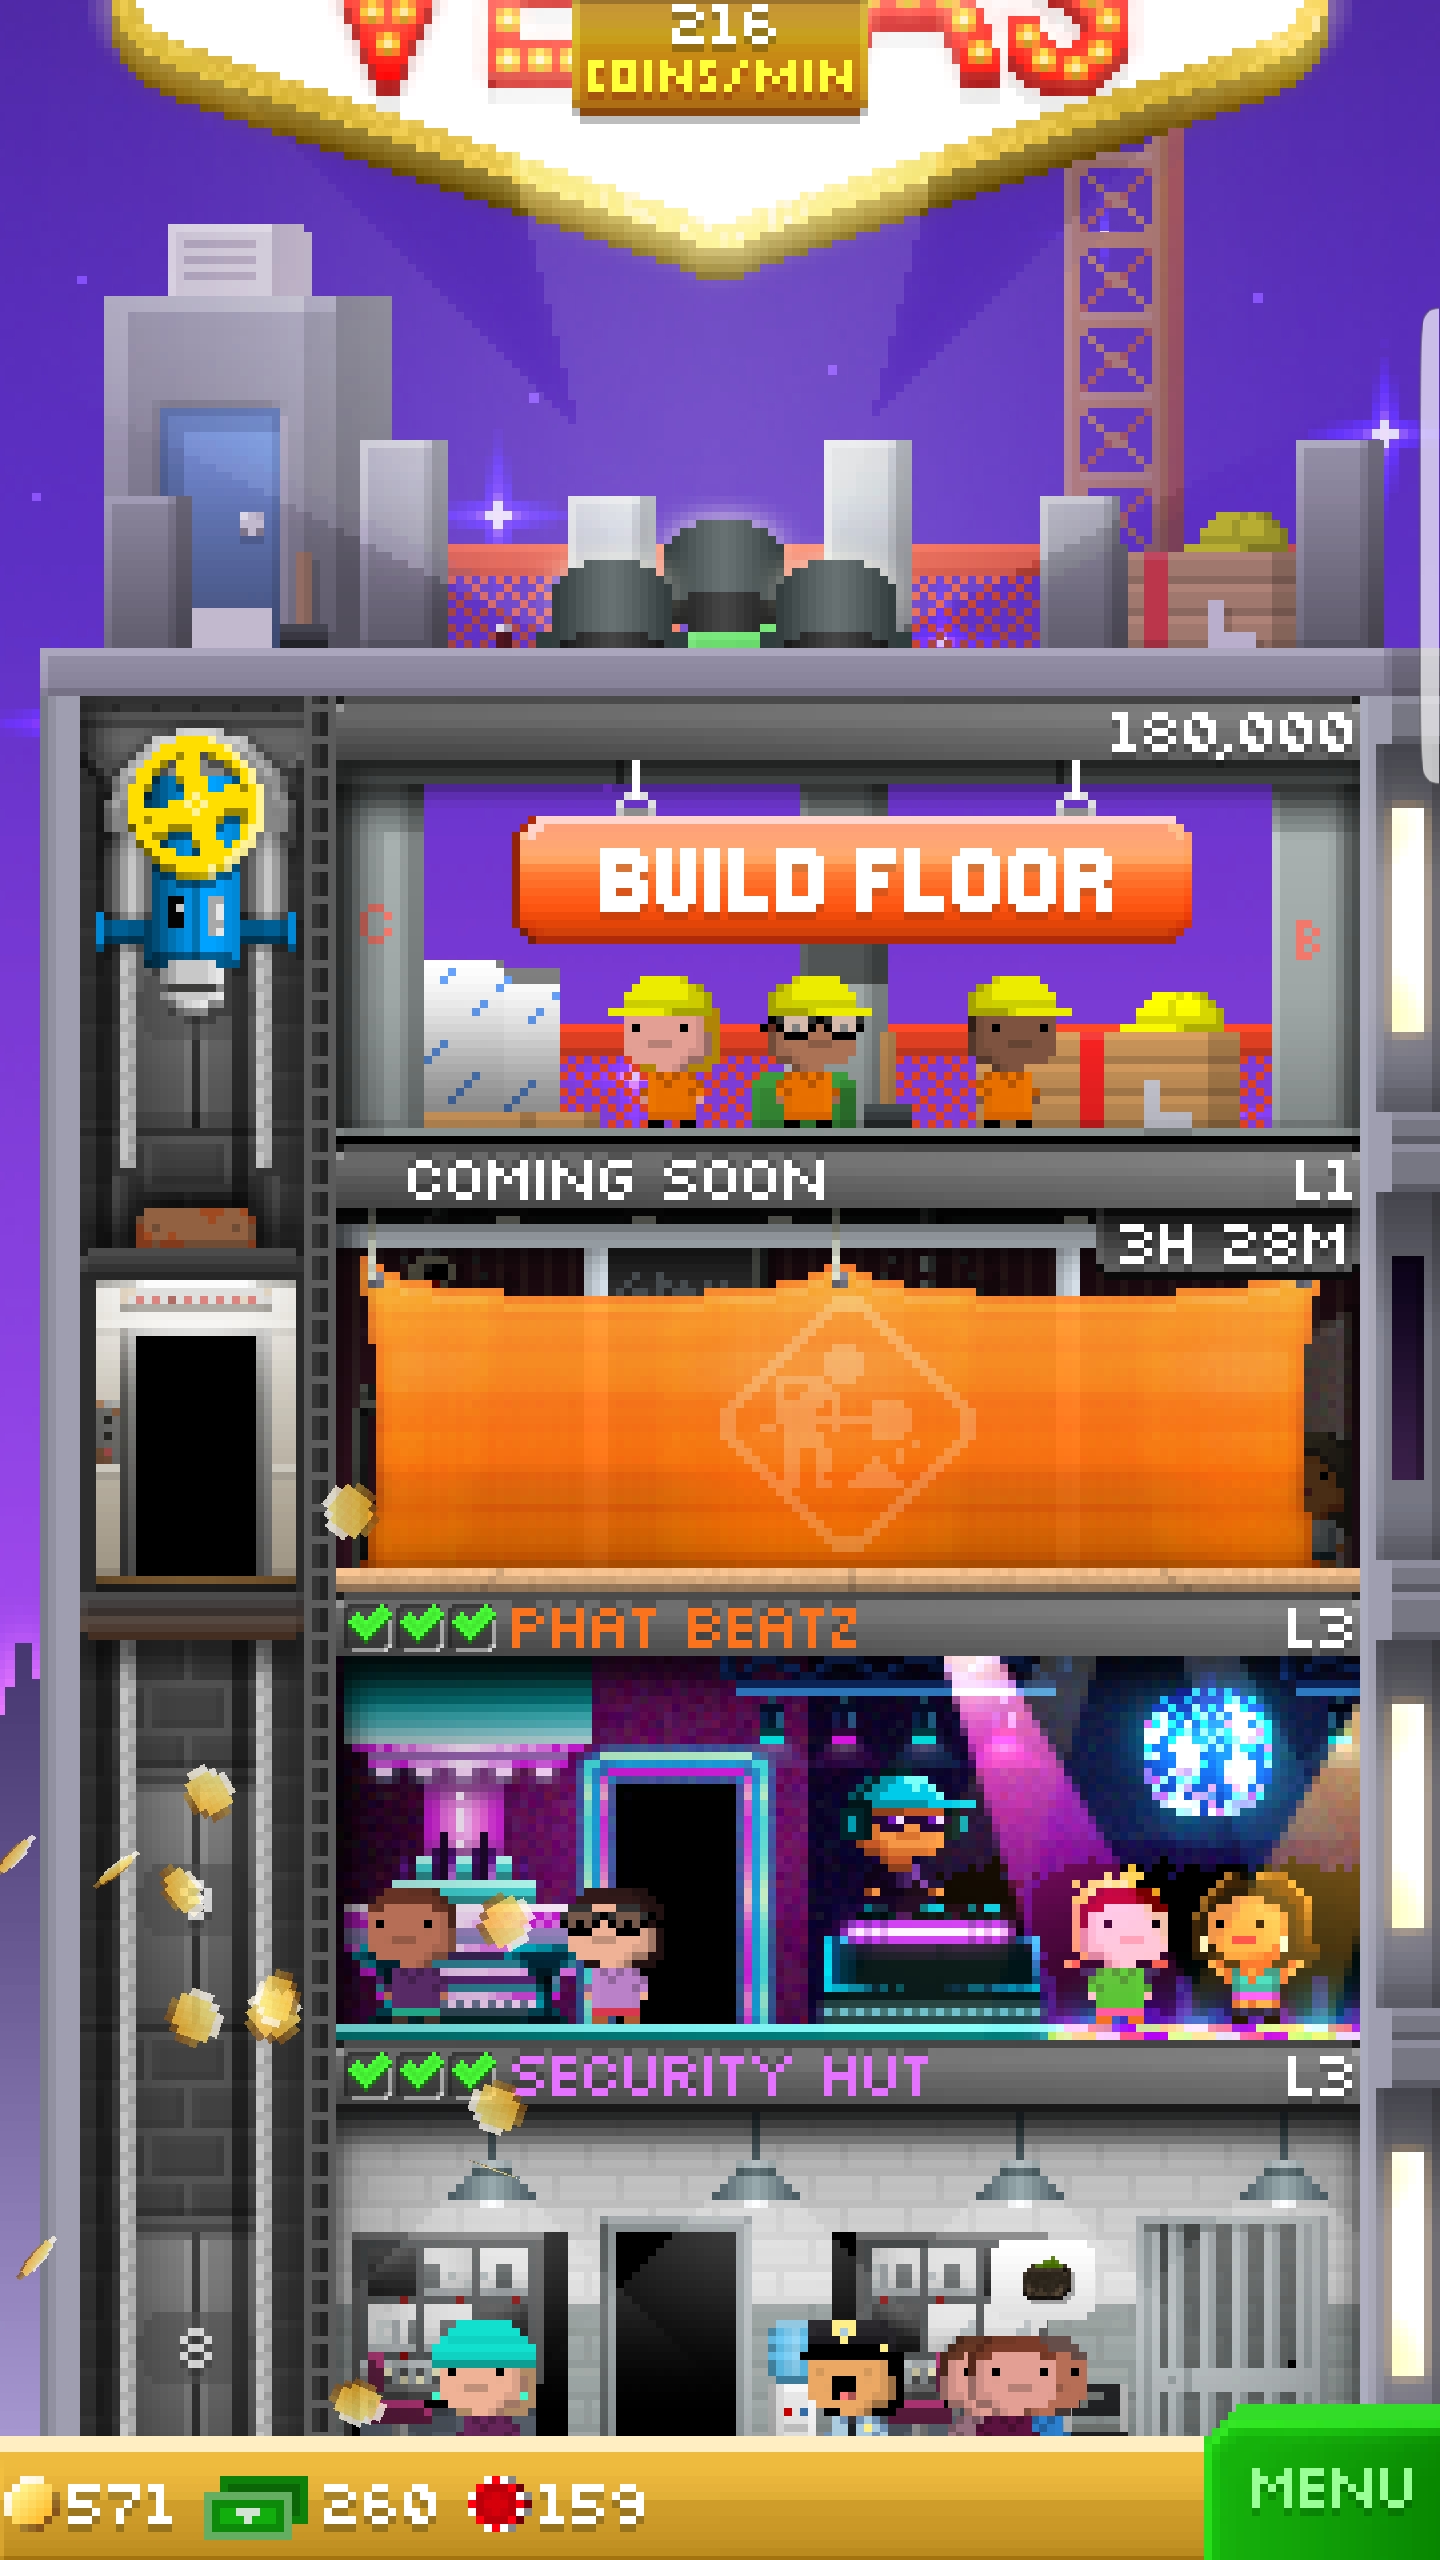 216
COINS/MIN
180,000
BUILD FLOOR
C
B
COMING SOON L1
3H 28M
PHAT BEATZ L3
SECURITY HUT L3
8
571 260 159
MENU